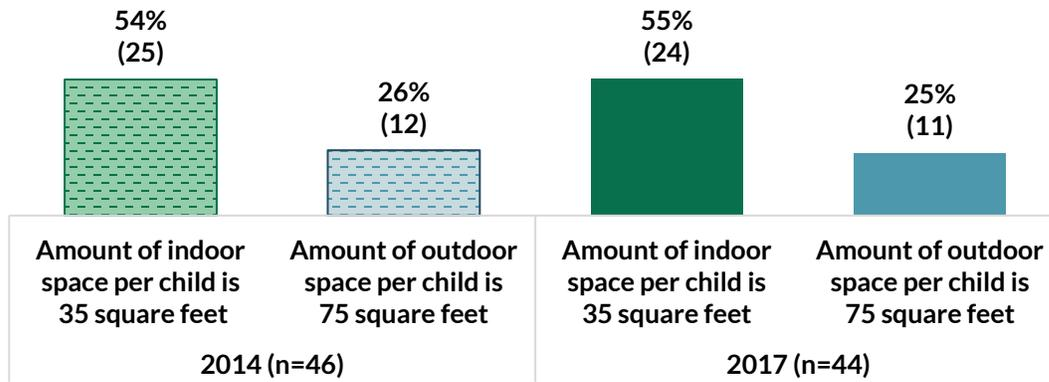 54%
(25)
26%
(12)
55%
(24)
25%
(11)
Amount of indoor
space per child is
35 square feet
Amount of outdoor
space per child is
75 square feet
Amount of indoor
space per child is
35 square feet
Amount of outdoor
space per child is
75 square feet
2014 (n=46)
2017 (n=44)